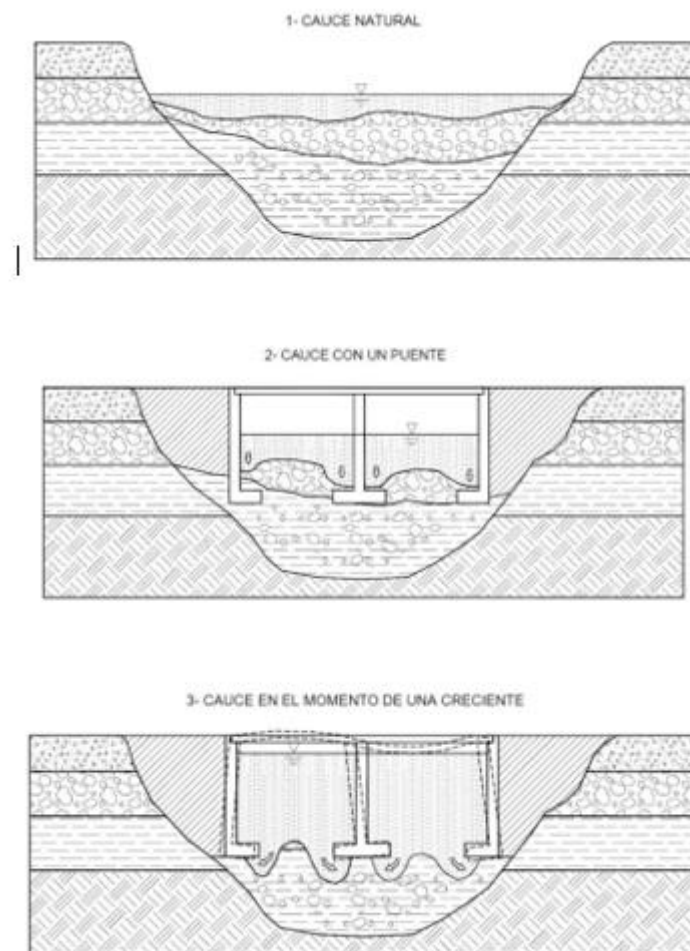 1- CAUCE NATURAL
2- CAUCE CON UN PUENTE
3- CAUCE EN EL MOMENTO DE UNA CRECIENTE